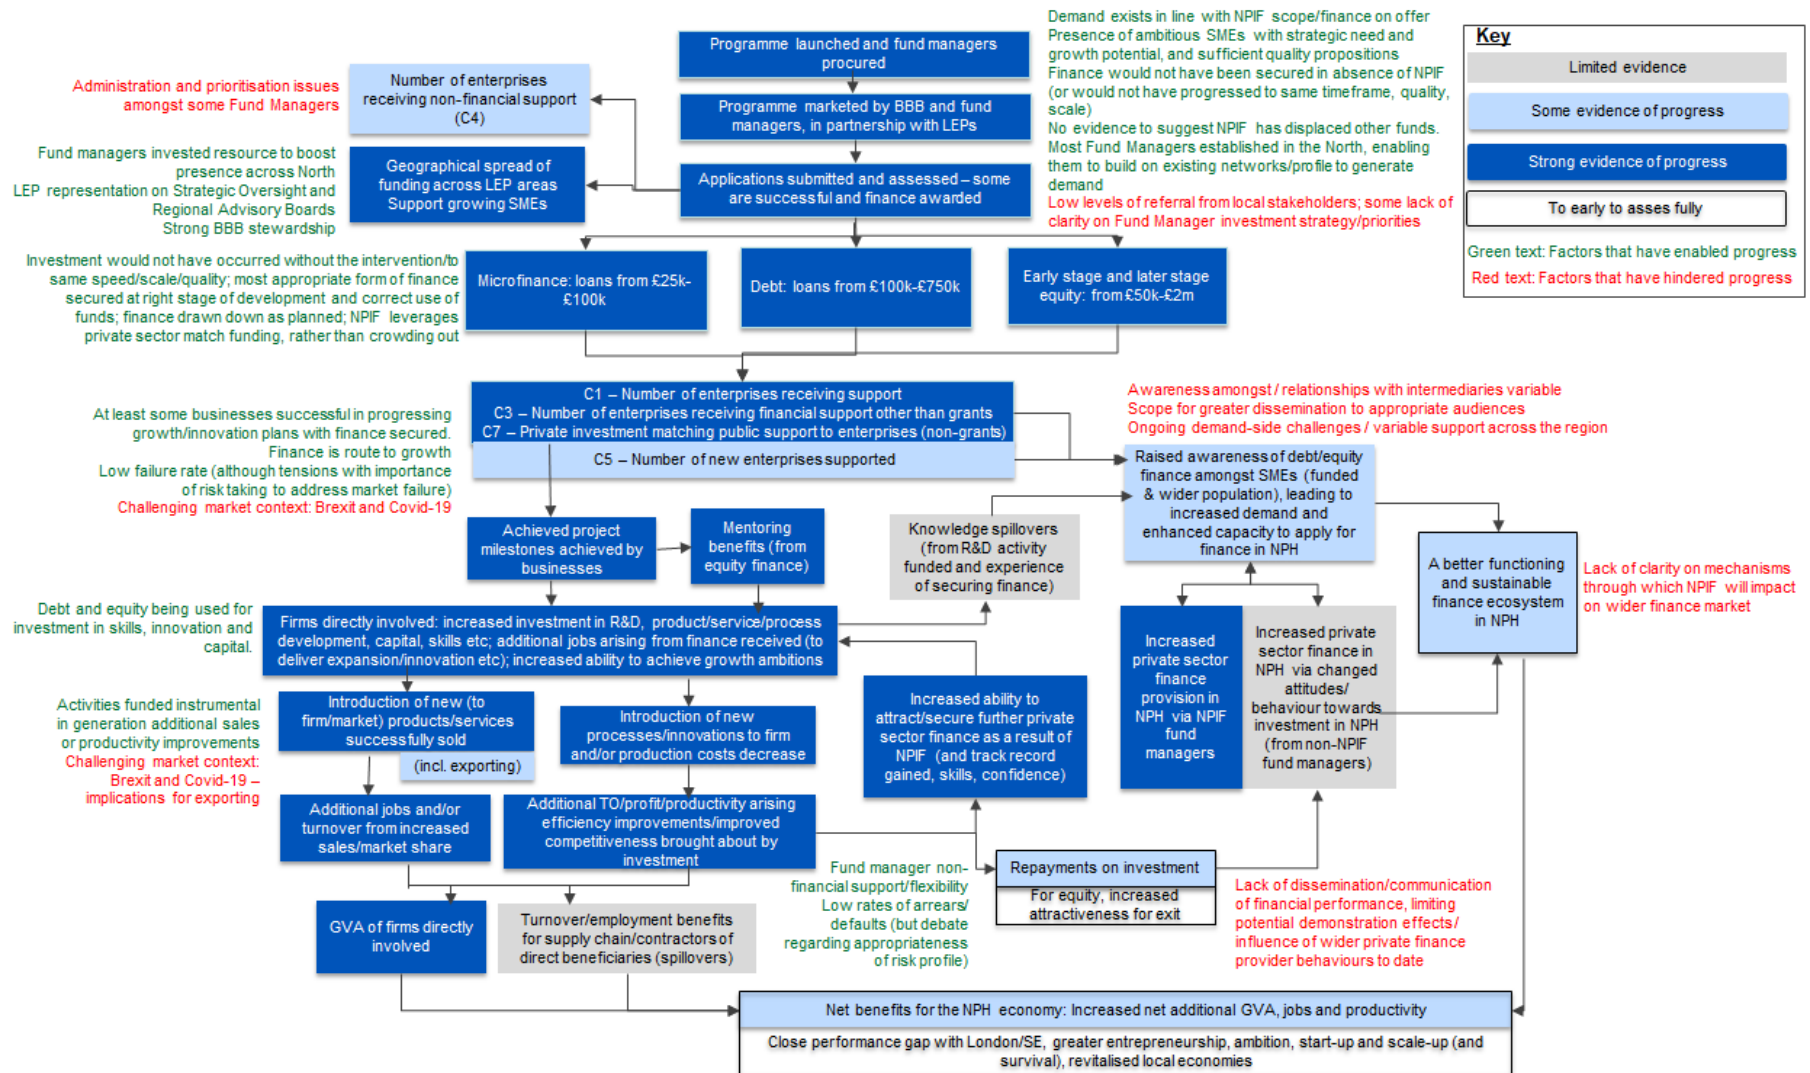 Programme launched and fund managers
procured
Programme marketed by BBB and fund
managers, in partnership with LEPs
Applications submitted and assessed – some
are successful and finance awarded
Demand exists in line with NPIF scope/finance on offer
Presence of ambitious SMEs with strategic need and
growth potential, and sufficient quality propositions
Finance would not have been secured in absence of NPIF
(or would not have progressed to same timeframe, quality,
scale)
No evidence to suggest NPIF has displaced other funds.
Most Fund Managers established in the North, enabling
them to build on existing networks/profile to generate
demand
Low levels of referral from local stakeholders; some lack of
clarity on Fund Manager investment strategy/priorities
Key
Limited evidence
Some evidence of progress
Strong evidence of progress
To early to asses fully
Green text: Factors that have enabled progress
Red text: Factors that have hindered progress
Administration and prioritisation issues
amongst some Fund Managers
Number of enterprises
receiving non-financial support
(C4)
Fund managers invested resource to boost
presence across North
LEP representation on Strategic Oversight and
Regional Advisory Boards
Strong BBB stewardship
Geographical spread of
funding across LEP areas
Support growing SMEs
Investment would not have occurred without the intervention/to
same speed/scale/quality; most appropriate form of finance
secured at right stage of development and correct use of
funds; finance drawn down as planned; NPIF leverages
private sector match funding, rather than crowding out
Microfinance: loans from £25k-
£100k
Debt: loans from £100k-£750k
Early stage and later stage
equity: from £50k-£2m
C1 – Number of enterprises receiving support
C3 – Number of enterprises receiving financial support other than grants
C7 – Private investment matching public support to enterprises (non-grants)
C5 – Number of new enterprises supported
At least some businesses successful in progressing
growth/innovation plans with finance secured.
Finance is route to growth
Low failure rate (although tensions with importance
of risk taking to address market failure)
Challenging market context: Brexit and Covid-19
Awareness amongst / relationships with intermediaries variable
Scope for greater dissemination to appropriate audiences
Ongoing demand-side challenges / variable support across the region
Raised awareness of debt/equity
finance amongst SMEs (funded
& wider population), leading to
increased demand and
enhanced capacity to apply for
finance in NPH
Achieved project
milestones achieved by
businesses
Mentoring
benefits (from
equity finance)
Knowledge spillovers
(from R&D activity
funded and experience
of securing finance)
A better functioning
and sustainable
finance ecosystem
in NPH
Lack of clarity on mechanisms
through which NPIF will impact
on wider finance market
Debt and equity being used for
investment in skills, innovation and
capital.
Firms directly involved: increased investment in R&D, product/service/process
development, capital, skills etc; additional jobs arising from finance received (to
deliver expansion/innovation etc); increased ability to achieve growth ambitions
Increased
private sector
finance
provision in
NPH via NPIF
fund
managers
Increased private
sector finance in
NPH via changed
attitudes/
behaviour towards
investment in NPH
(from non-NPIF
fund managers)
Activities funded instrumental
in generation additional sales
or productivity improvements
Challenging market context:
Brexit and Covid-19 –
implications for exporting
Introduction of new (to
firm/market) products/services
successfully sold
(incl. exporting)
Introduction of new
processes/innovations to firm
and/or production costs decrease
Increased ability to
attract/secure further private
sector finance as a result of
NPIF (and track record
gained, skills, confidence)
Additional jobs and/or
turnover from increased
sales/market share
Additional TO/profit/productivity arising
efficiency improvements/improved
competitiveness brought about by
investment
Fund manager non-
financial support/flexibility
Low rates of arrears/
defaults (but debate
regarding appropriateness
of risk profile)
Repayments on investment
For equity, increased
attractiveness for exit
Lack of dissemination/communication
of financial performance, limiting
potential demonstration effects/
influence of wider private finance
provider behaviours to date
GVA of firms directly
involved
Turnover/employment benefits
for supply chain/contractors of
direct beneficiaries (spillovers)
Net benefits for the NPH economy: Increased net additional GVA, jobs and productivity
Close performance gap with London/SE, greater entrepreneurship, ambition, start-up and scale-up (and
survival), revitalised local economies